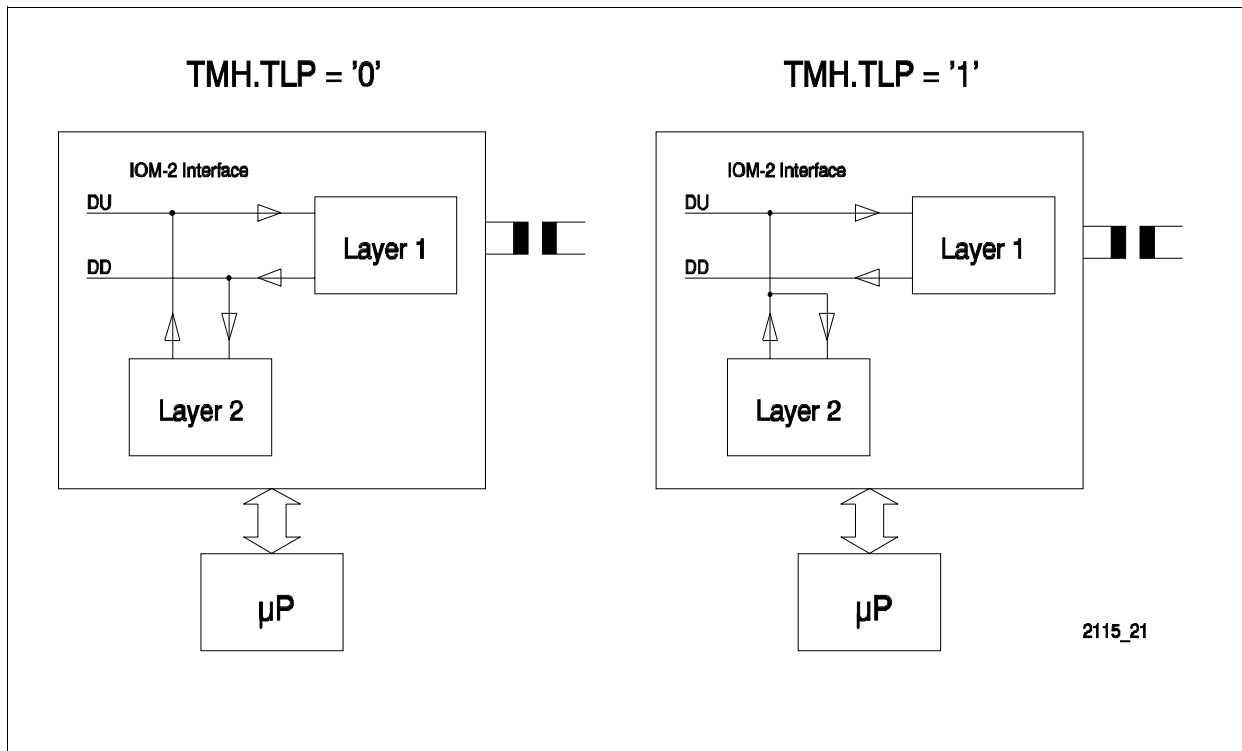 TMH.TLP = '0'
IOM-2 Interface
DU
DD
Layer 1
Layer 2
µP
TMH.TLP = '1'
IOM-2 Interface
DU
DD
Layer 1
Layer 2
µP
2115_21